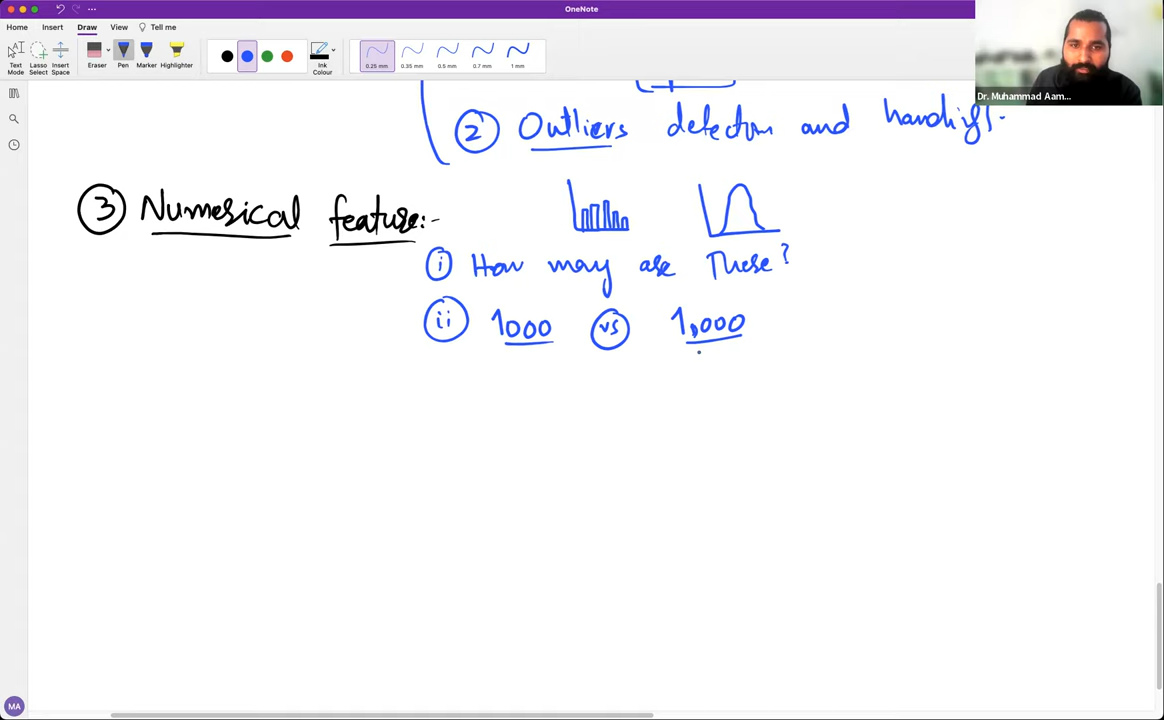 OneNote
Home Insert Draw View Tell me
Text Mode
Lasso Select
Insert Space
Eraser
Pen
Marker
Highlighter
Ink Colour
0.25 mm
0.35 mm
0.5 mm
0.7 mm
1 mm
Dr. Muhammad Aam...
2 Outliers detection and
3 Numerical feature:-
i How may are These?
ii 1000 vs 1,000
MA